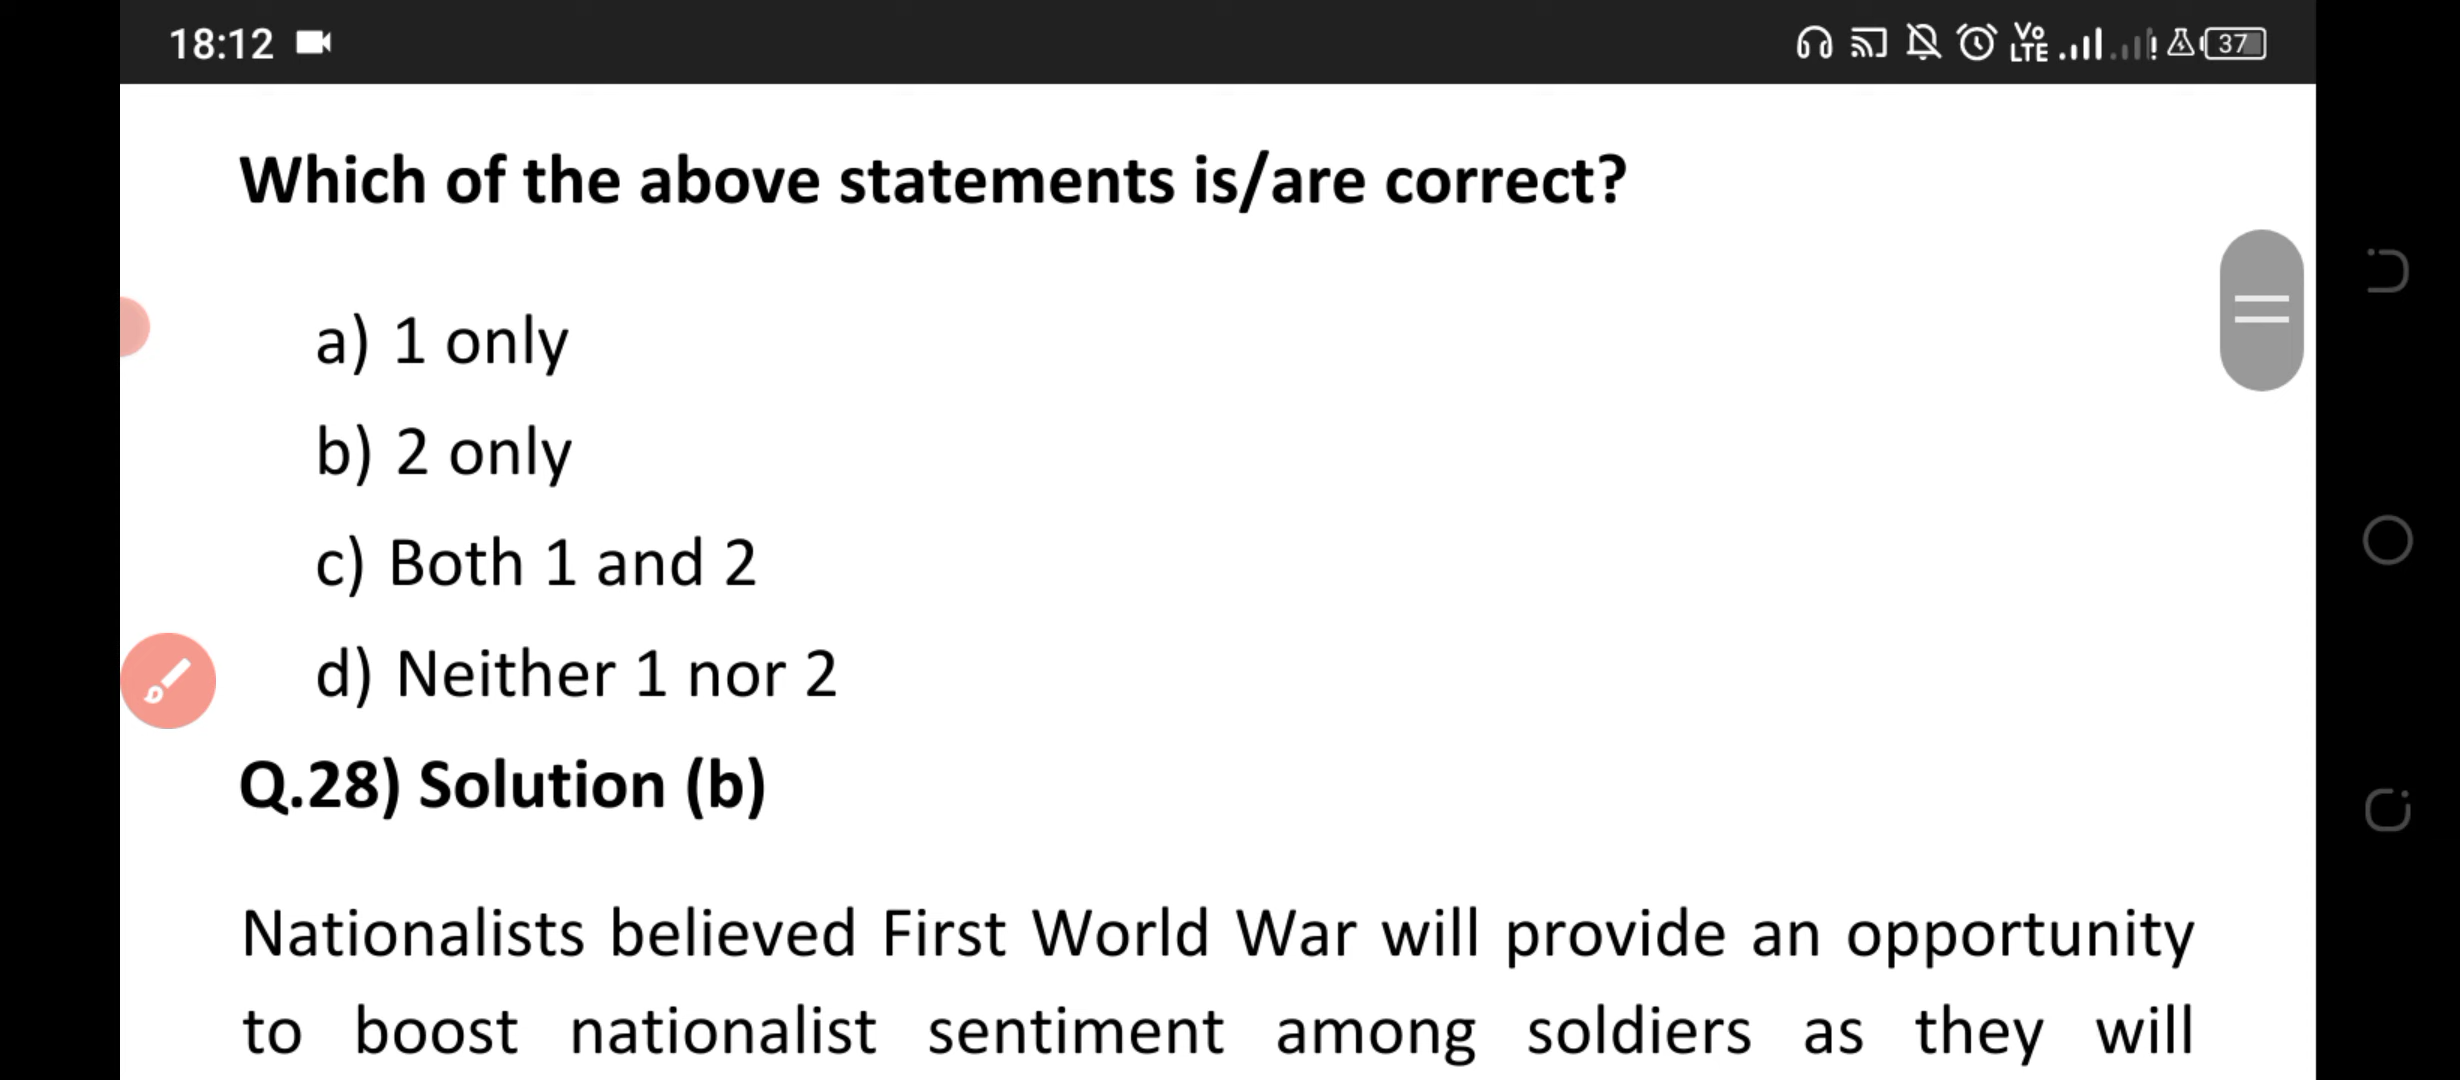 18:12 Vo LTE 37
Which of the above statements is/are correct?
a) 1 only
b) 2 only
c) Both 1 and 2
d) Neither 1 nor 2
Q.28) Solution (b)
Nationalists believed First World War will provide an opportunity
to boost nationalist sentiment among soldiers as they will